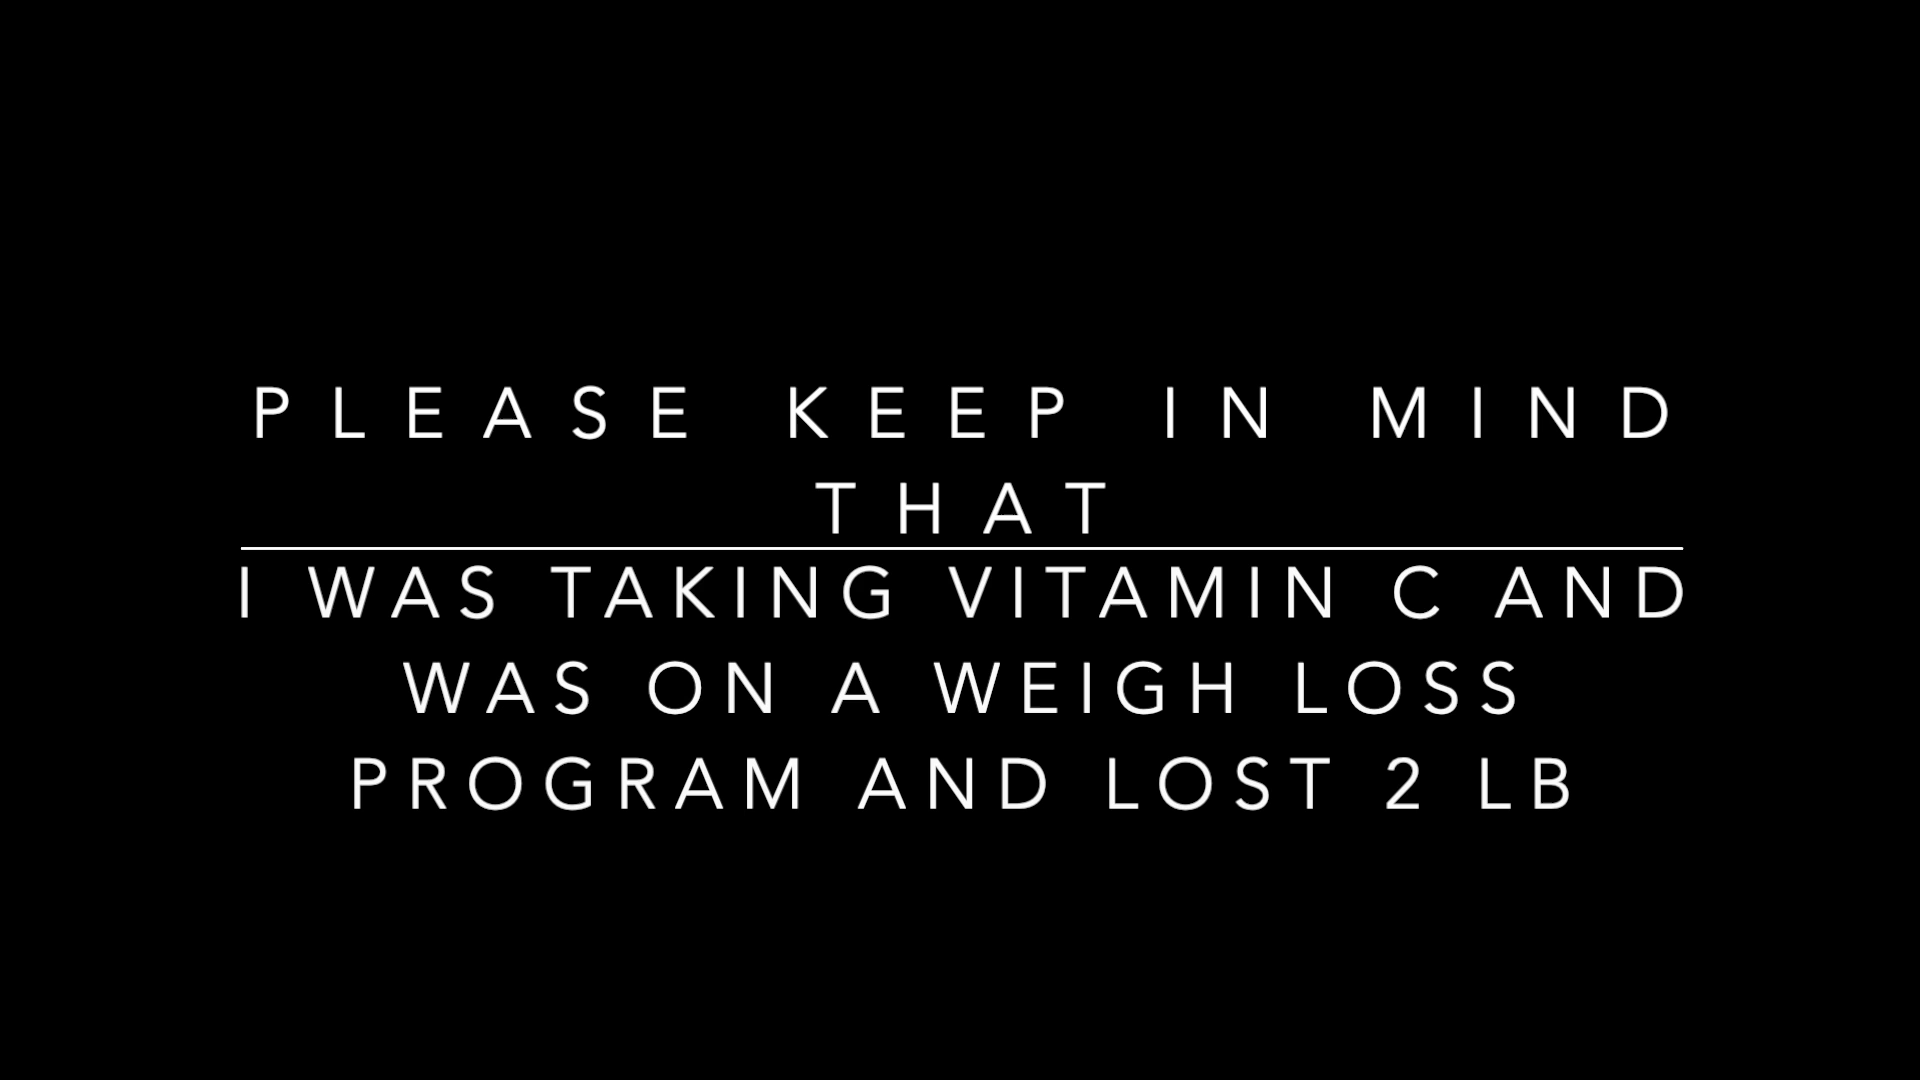 PLEASE KEEP IN MIND
THAT
I WAS TAKING VITAMIN C AND
WAS ON A WEIGH LOSS
PROGRAM AND LOST 2 LB